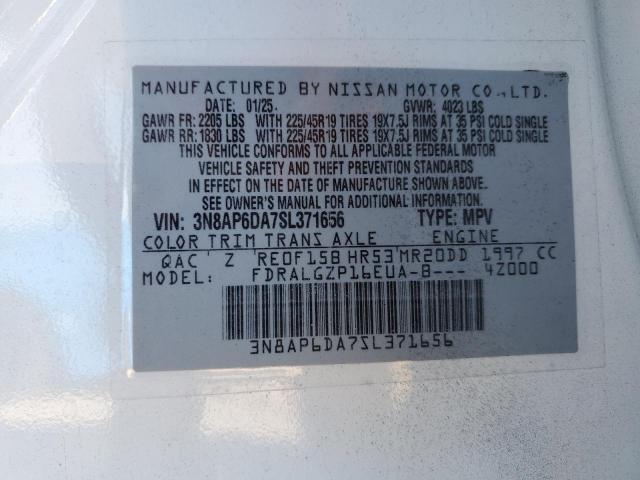 MANUFACTURED BY NISSAN MOTOR CO., LTD.
DATE: 01/25 GVWR: 4023 LBS
GAWR FR: 2205 LBS WITH 225/45R19 TIRES 19X7.5J RIMS AT 35 PSI COLD SINGLE
GAWR RR: 1830 LBS WITH 225/45R19 TIRES 19X7.5J RIMS AT 35 PSI COLD SINGLE
THIS VEHICLE CONFORMS TO ALL APPLICABLE FEDERAL MOTOR
VEHICLE SAFETY AND THEFT PREVENTION STANDARDS
IN EFFECT ON THE DATE OF MANUFACTURE SHOWN ABOVE.
SEE OWNER'S MANUAL FOR ADDITIONAL INFORMATION.
VIN: 3N8AP6DA7SL371656 TYPE: MPV
COLOR TRIM TRANS AXLE ENGINE
QAC' Z RE0F15B HR53 MR20DD 1997 CC
MODEL: FDRALGZP16EUA-B--- 4Z000
3N8AP6DA7SL371656